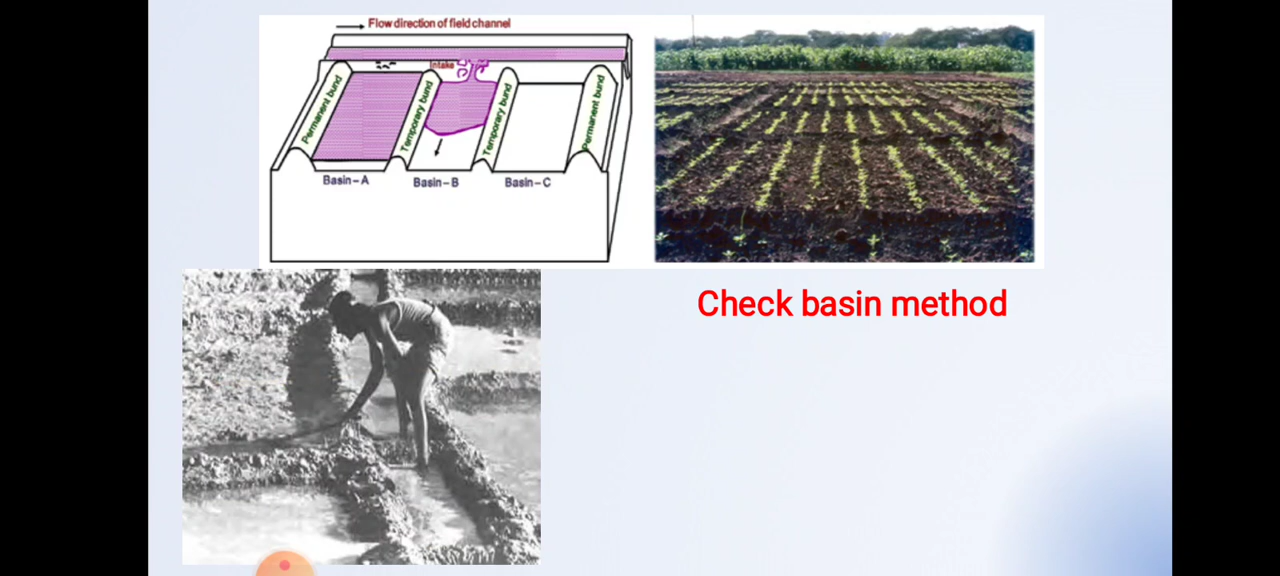 Flow direction of field channel
Intake
Permanent bund
Temporary bund
Temporary bund
Permanent bund
Basin–A
Basin–B
Basin–C
Check basin method